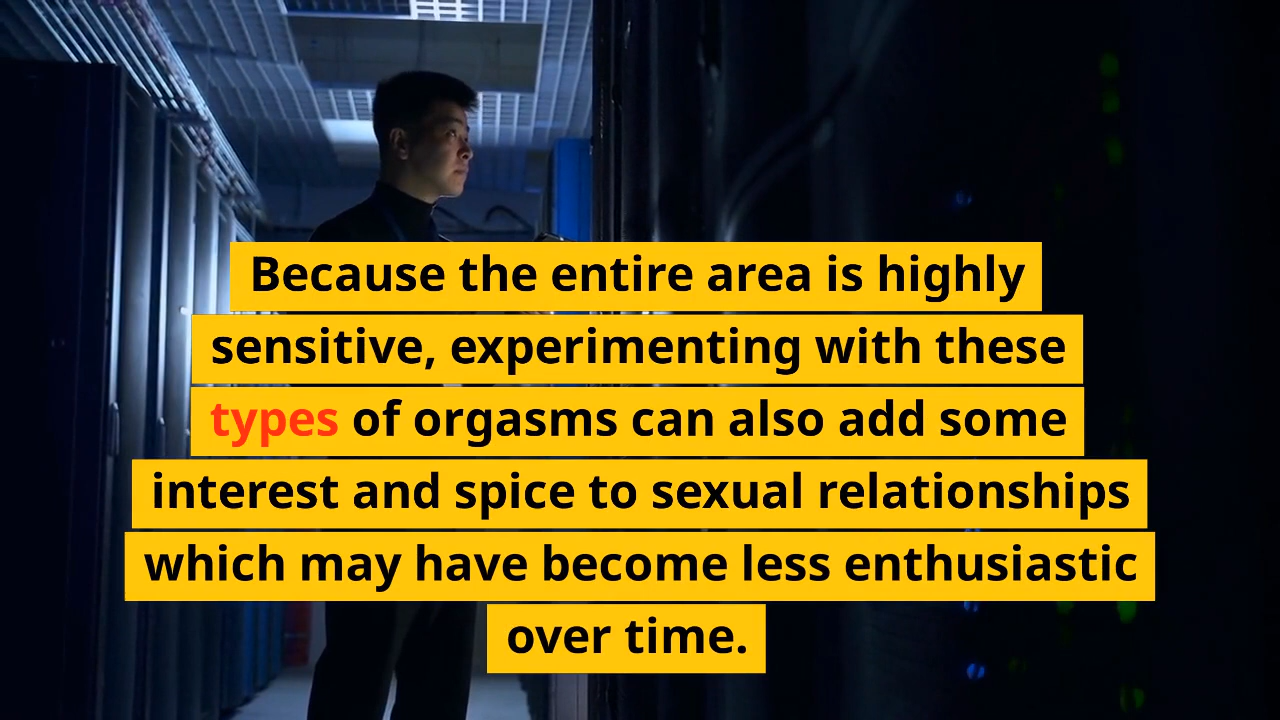 Because the entire area is highly
sensitive, experimenting with these
types of orgasms can also add some
interest and spice to sexual relationships
which may have become less enthusiastic
over time.